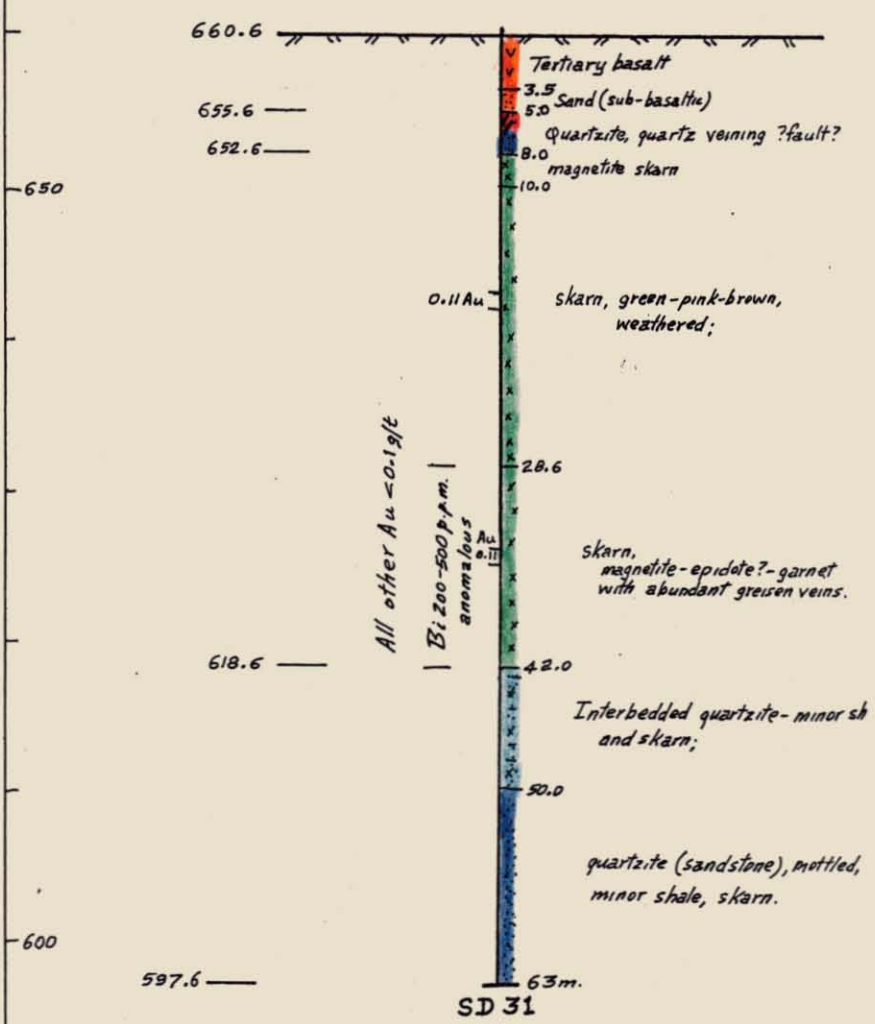 660.6
Tertiary basalt
3.5
Sand (sub-basaltic)
655.6
5.0
Quartzite, quartz veining ?fault?
652.6
8.0
magnetite skarn
650
10.0
0.11 Au
skarn, green-pink-brown,
weathered;
All other Au <0.1 g/t
Bi 200-500 p.p.m.
anomalous
28.6
Au
0.11
skarn,
magnetite-epidote?-garnet
with abundant greisen veins.
618.6
42.0
Interbedded quartzite- minor sh
and skarn;
50.0
quartzite (sandstone), mottled,
minor shale, skarn.
600
597.6
63m.
SD 31